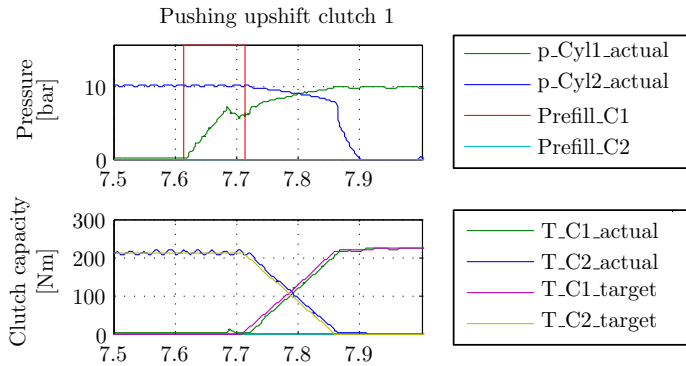 Pushing upshift clutch 1
Pressure
[bar]
10
0
7.5 7.6 7.7 7.8 7.9
p_Cyl1_actual
p_Cyl2_actual
Prefill_C1
Prefill_C2
Clutch capacity
[Nm]
300
200
100
0
7.5 7.6 7.7 7.8 7.9
T_C1_actual
T_C2_actual
T_C1_target
T_C2_target